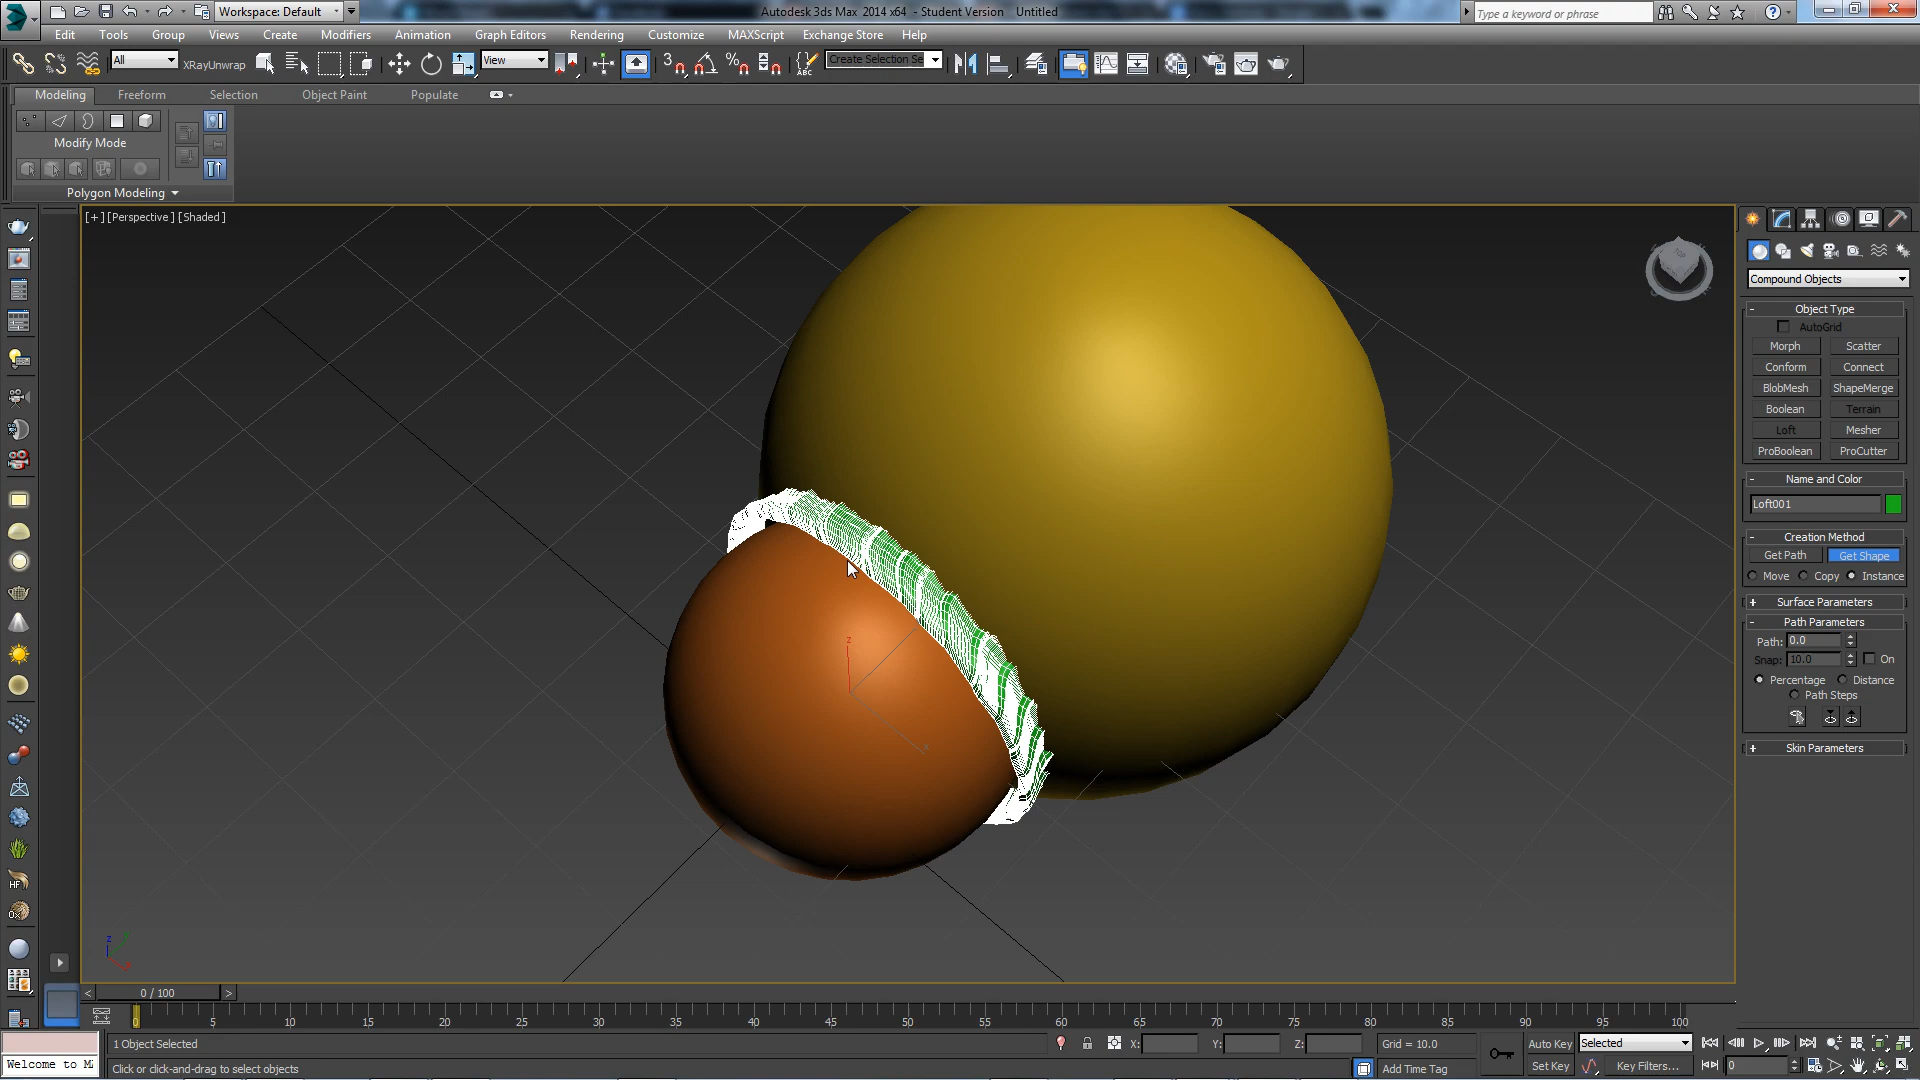 Workspace: Default
Autodesk 3ds Max 2014 x64 - Student Version Untitled
Type a keyword or phrase
Edit Tools Group Views Create Modifiers Animation Graph Editors Rendering Customize MAXScript Exchange Store Help
All
XRayUnwrap
View
3
ABC
Create Selection Se
Modeling Freeform Selection Object Paint Populate
Modify Mode
Polygon Modeling
[+] [Perspective ] [Shaded ]
Compound Objects
- Object Type
AutoGrid
Morph Scatter
Conform Connect
BlobMesh ShapeMerge
Boolean Terrain
Loft Mesher
ProBoolean ProCutter
- Name and Color
Loft001
- Creation Method
Get Path Get Shape
Move Copy Instance
+ Surface Parameters
- Path Parameters
Path: 0.0
Snap: 10.0 On
Percentage Distance
Path Steps
+ Skin Parameters
z
x
z
< 0 / 100 >
0 5 10 15 20 25 30 35 40 45 50 55 60 65 70 75 80 85 90 95 100
1 Object Selected
X: Y: Z:
Grid = 10.0
Auto Key Selected
Welcome to M
Click or click-and-drag to select objects
Add Time Tag
Set Key Key Filters...
0